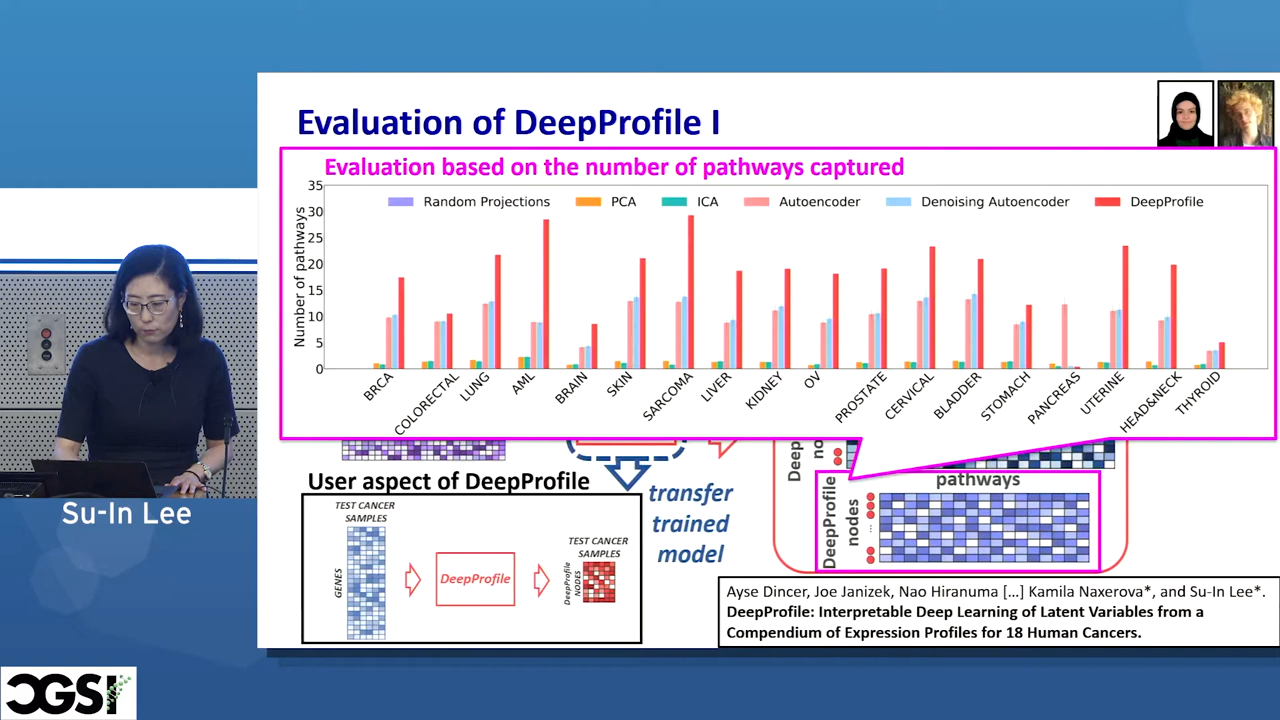 Evaluation of DeepProfile I
Evaluation based on the number of pathways captured
Number of pathways
35
30
25
20
15
10
5
0
Random Projections
PCA
ICA
Autoencoder
Denoising Autoencoder
DeepProfile
BRCA
COLORECTAL
LUNG
AML
BRAIN
SKIN
SARCOMA
LIVER
KIDNEY
OV
PROSTATE
CERVICAL
BLADDER
STOMACH
PANCREAS
UTERINE
HEAD&NECK
THYROID
User aspect of DeepProfile
TEST CANCER
SAMPLES
GENES
DeepProfile
TEST CANCER
SAMPLES
DeepProfile
NODES
transfer
trained
model
pathways
DeepProfile
nodes
...
Ayse Dincer, Joe Janizek, Nao Hiranuma [...] Kamila Naxerova*, and Su-In Lee*.
DeepProfile: Interpretable Deep Learning of Latent Variables from a
Compendium of Expression Profiles for 18 Human Cancers.
Su-In Lee
CGSI